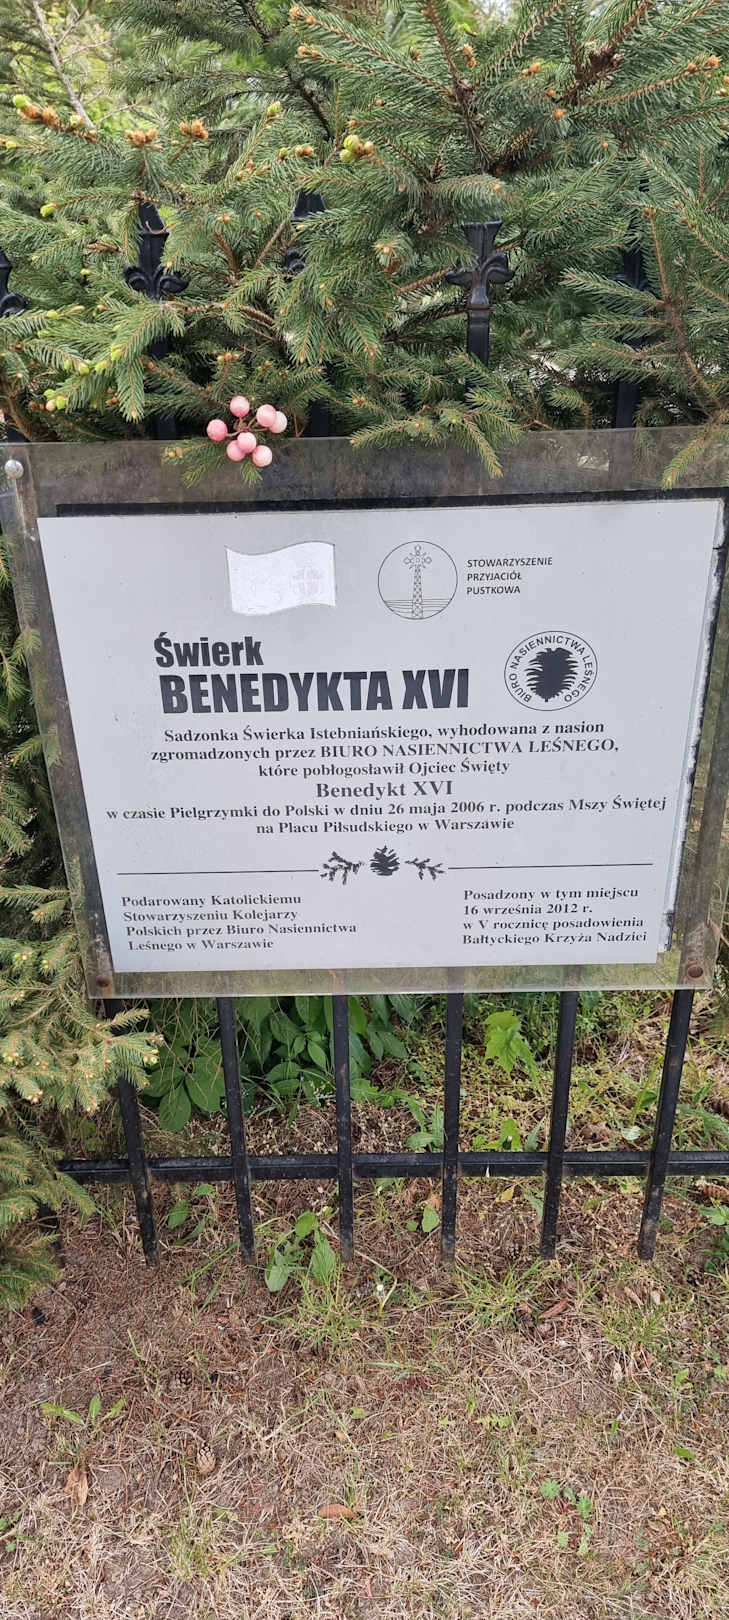 STOWARZYSZENIE
PRZYJACIÓŁ
PUSTKOWA
Świerk
BENEDYKTA XVI
BIURO NASIENNICTWA LEŚNEGO
Sadzonka Świerka Istebniańskiego, wyhodowana z nasion
zgromadzonych przez BIURO NASIENNICTWA LEŚNEGO,
które pobłogosławił Ojciec Święty
Benedykt XVI
w czasie Pielgrzymki do Polski w dniu 26 maja 2006 r. podczas Mszy Świętej
na Placu Piłsudskiego w Warszawie
Podarowany Katolickiemu
Stowarzyszeniu Kolejarzy
Polskich przez Biuro Nasiennictwa
Leśnego w Warszawie
Posadzony w tym miejscu
16 września 2012 r.
w V rocznicę posadowienia
Bałtyckiego Krzyża Nadziei